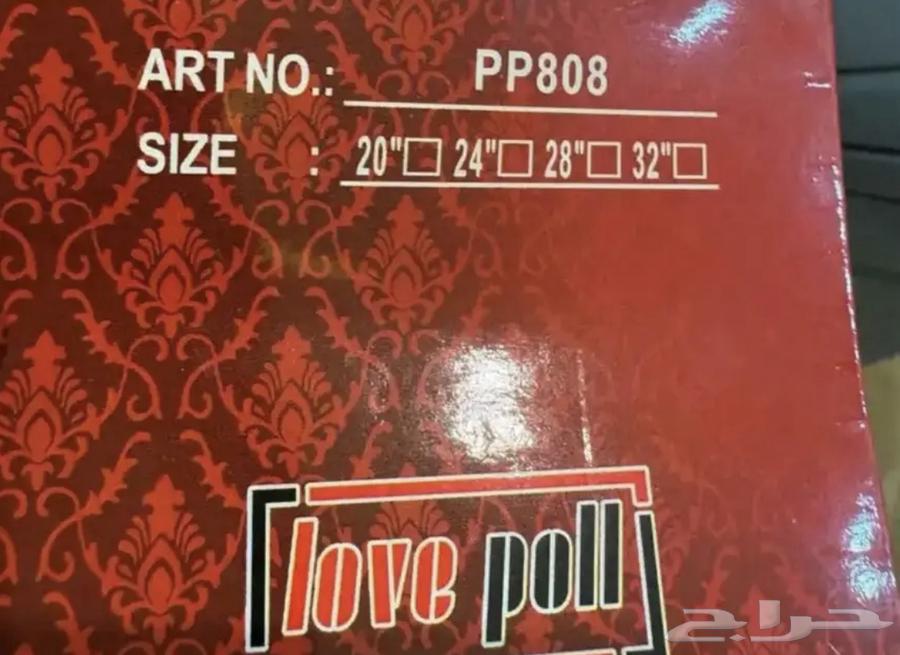 ART NO.: PP808
SIZE : 20"☐ 24"☐ 28"☐ 32"☐
love poll
حراج